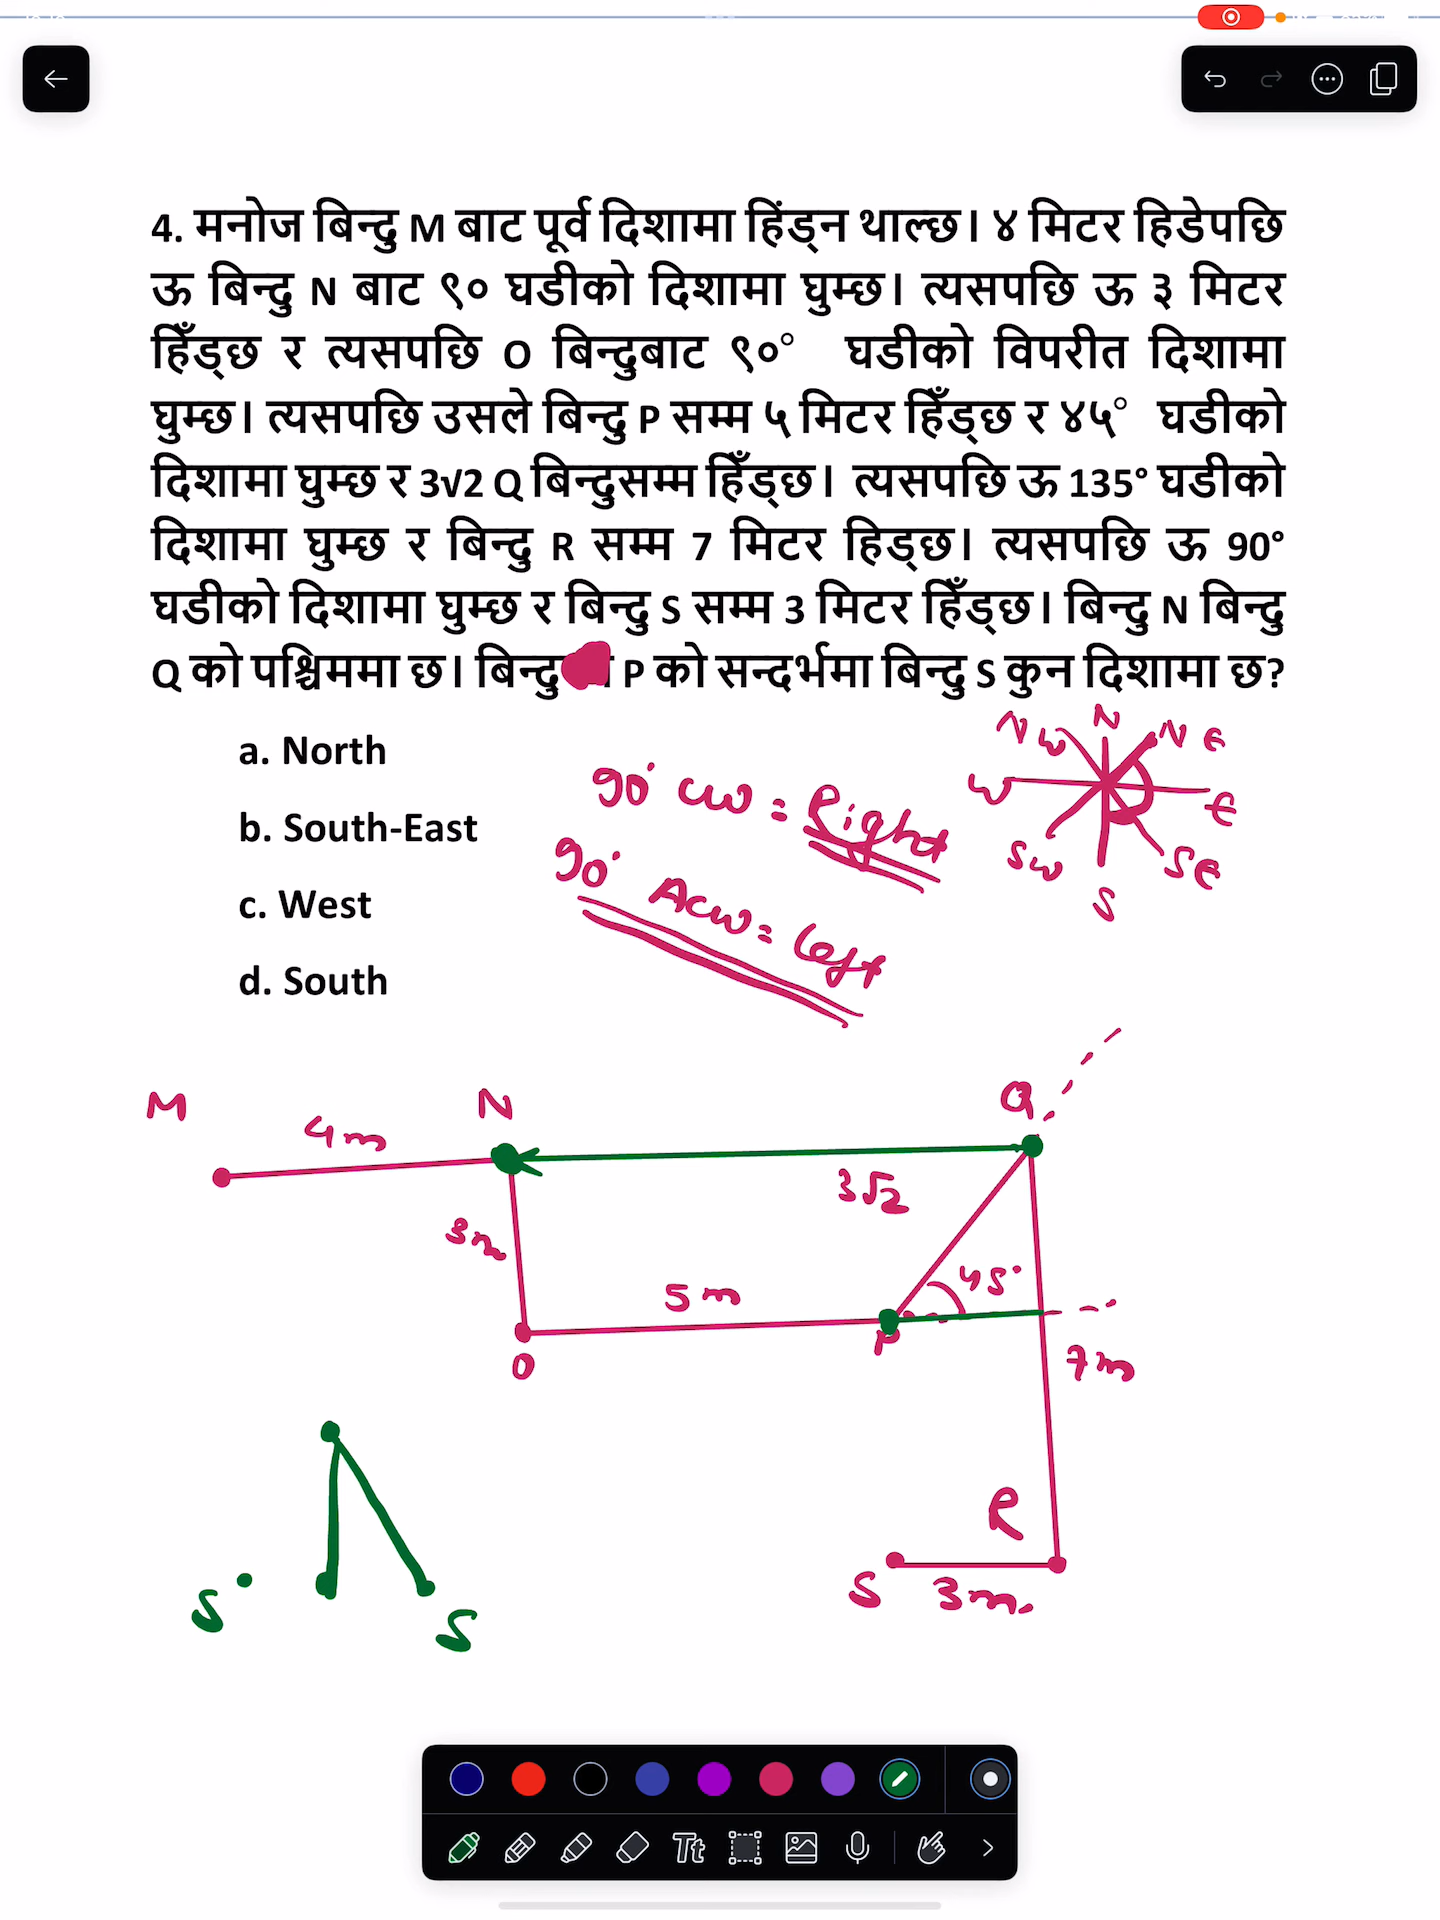 4. मनोज बिन्दु M बाट पूर्व दिशामा हिंड्न थाल्छ। ४ मिटर हिडेपछि
ऊ बिन्दु N बाट ९० घडीको दिशामा घुम्छ। त्यसपछि ऊ ३ मिटर
हिँड्छ र त्यसपछि O बिन्दुबाट ९०° घडीको विपरीत दिशामा
घुम्छ। त्यसपछि उसले बिन्दु P सम्म ५ मिटर हिँड्छ र ४५° घडीको
दिशामा घुम्छ र 3√2 Q बिन्दुसम्म हिँड्छ। त्यसपछि ऊ 135° घडीको
दिशामा घुम्छ र बिन्दु R सम्म 7 मिटर हिड्छ। त्यसपछि ऊ 90°
घडीको दिशामा घुम्छ र बिन्दु S सम्म 3 मिटर हिँड्छ। बिन्दु N बिन्दु
Q को पश्चिममा छ। बिन्दु P को सन्दर्भमा बिन्दु S कुन दिशामा छ?
a. North
b. South-East
c. West
d. South
90° CW = Right
90° ACW = Left
NW N NE
W E
SW S SE
M 4m N Q
3√2
3m
5m 45°
O P 7m
R
S 3m.
S S
Tt